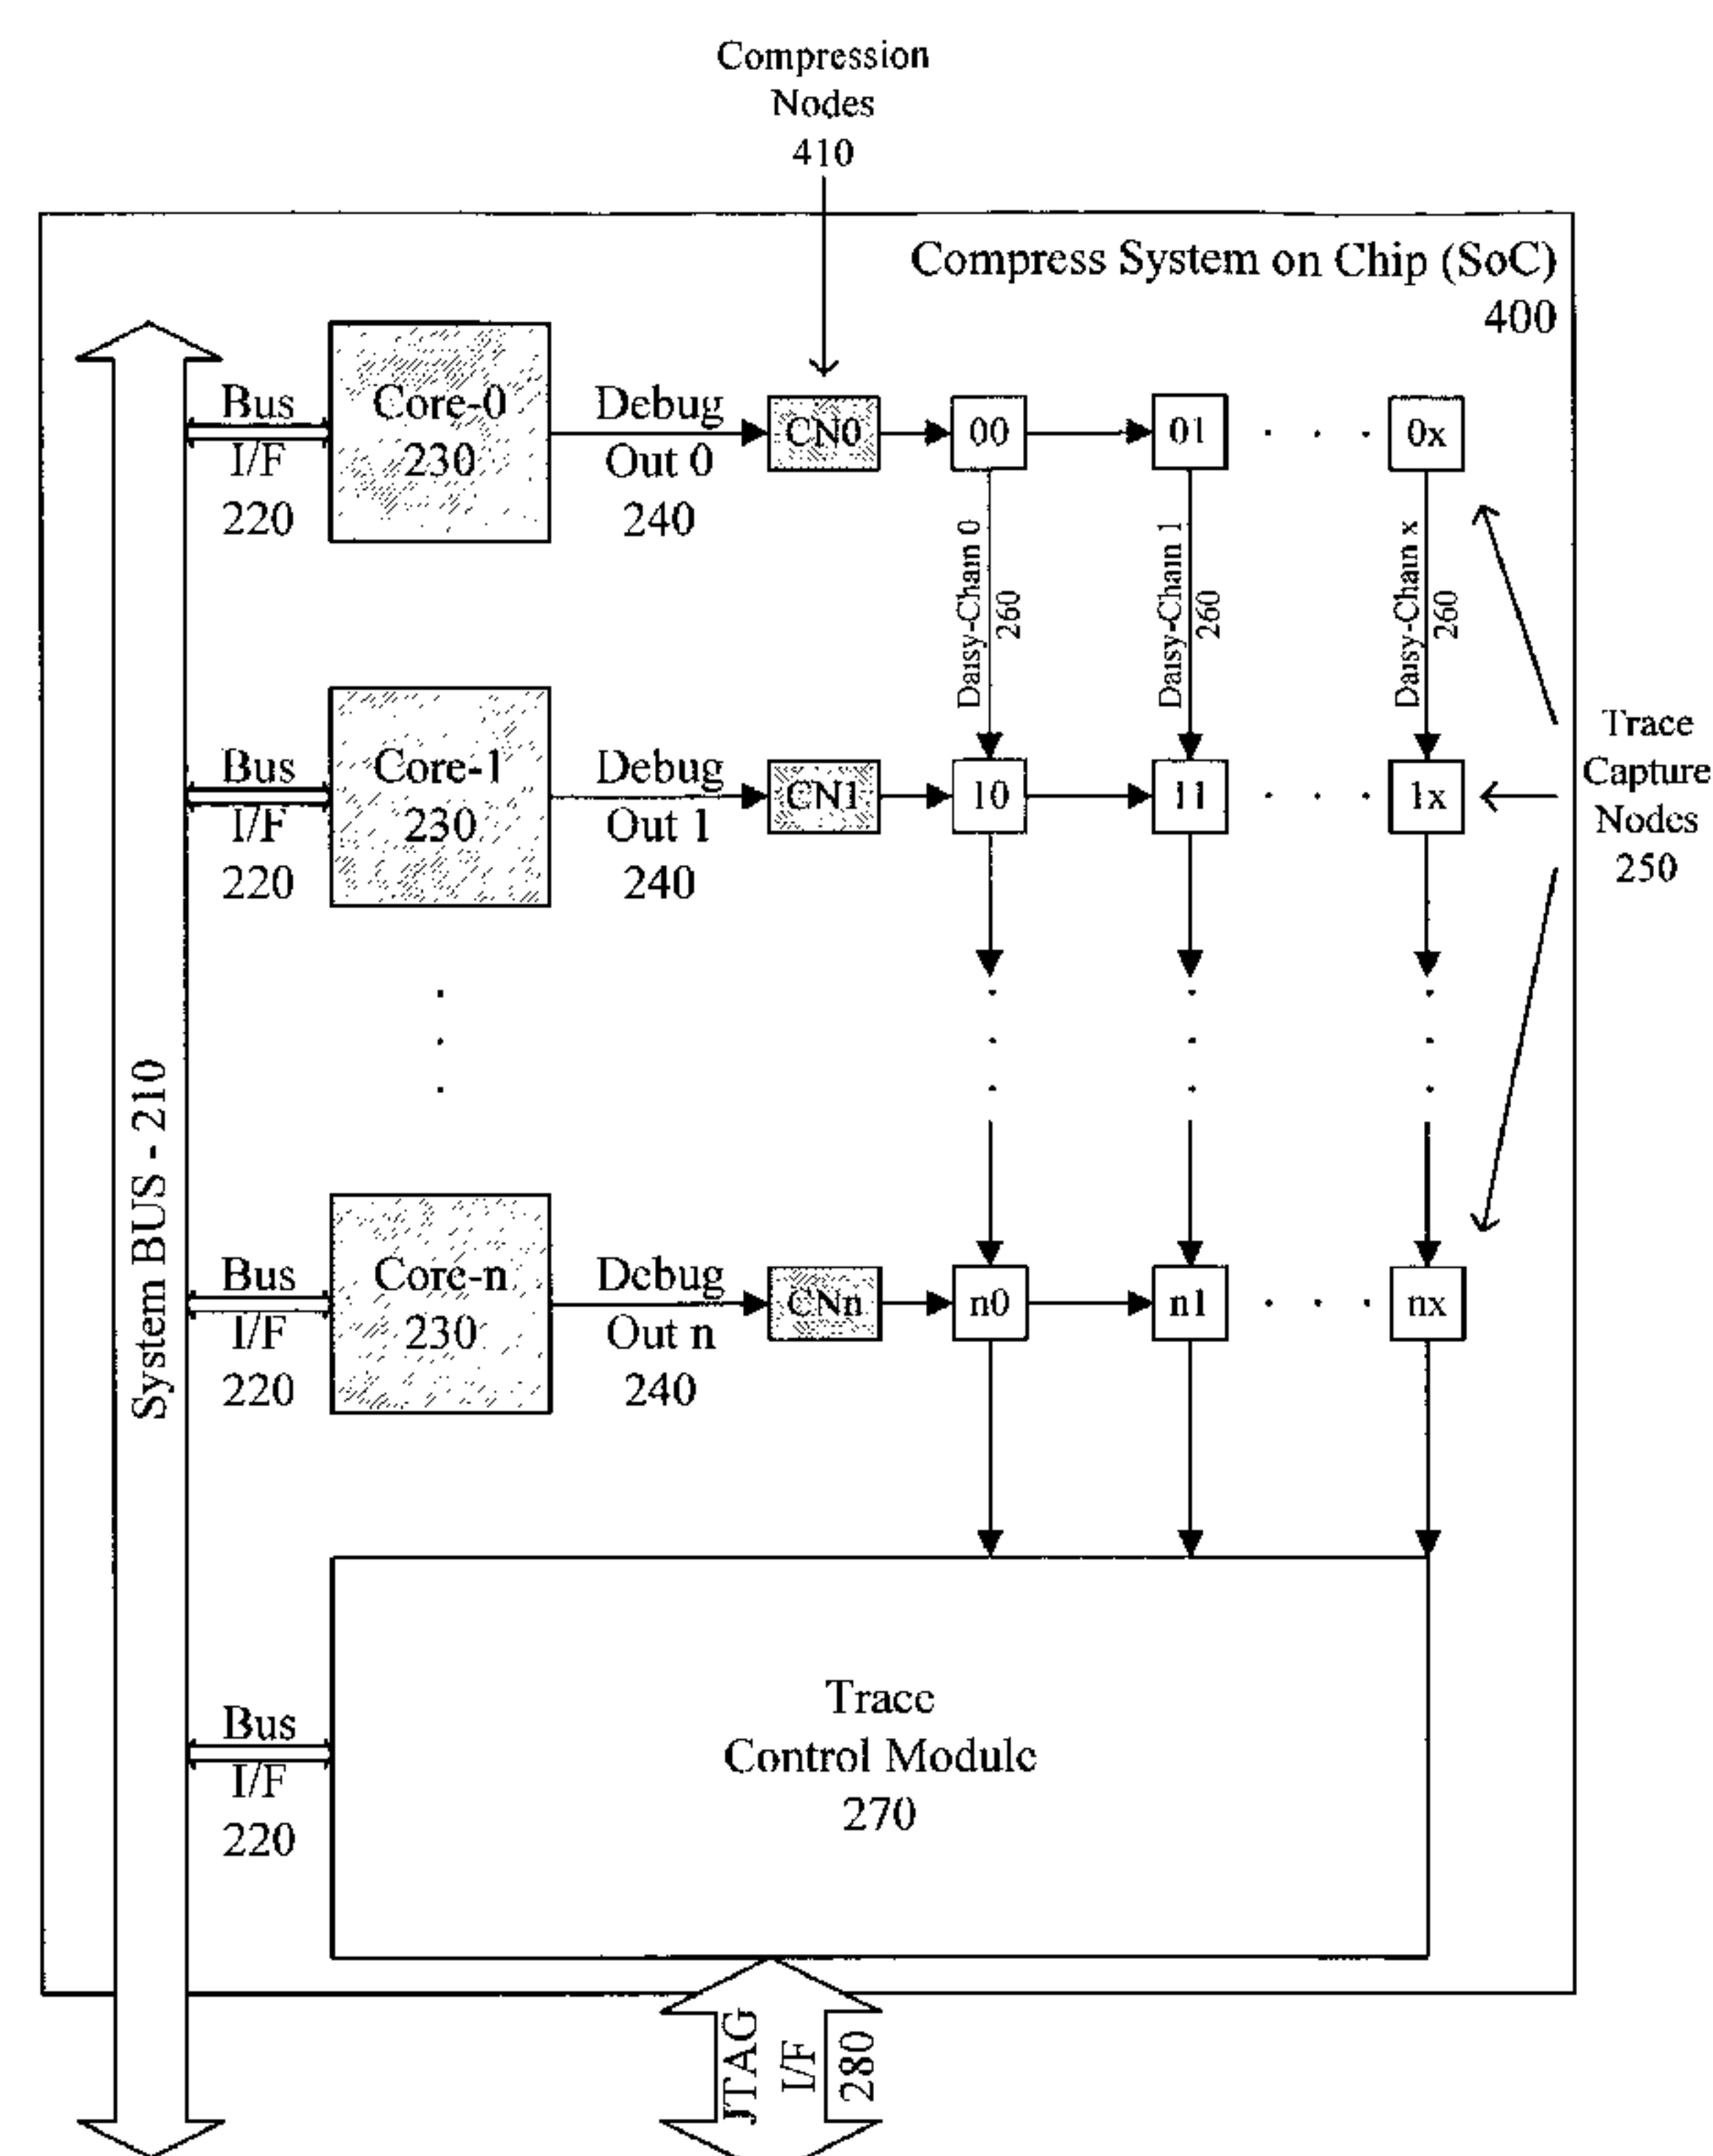 Compression
Nodes
410
Compress System on Chip (SoC)
400
Bus
I/F
220
Core-0
230
Debug
Out 0
240
CN0
00
01
0x
Daisy-Chain 0
260
Daisy-Chain 1
260
Daisy-Chain x
260
Bus
I/F
220
Core-1
230
Debug
Out 1
240
CN1
10
11
1x
Trace
Capture
Nodes
250
System BUS - 210
Bus
I/F
220
Core-n
230
Debug
Out n
240
CNn
n0
n1
nx
Bus
I/F
220
Trace
Control Module
270
JTAG
I/F
280